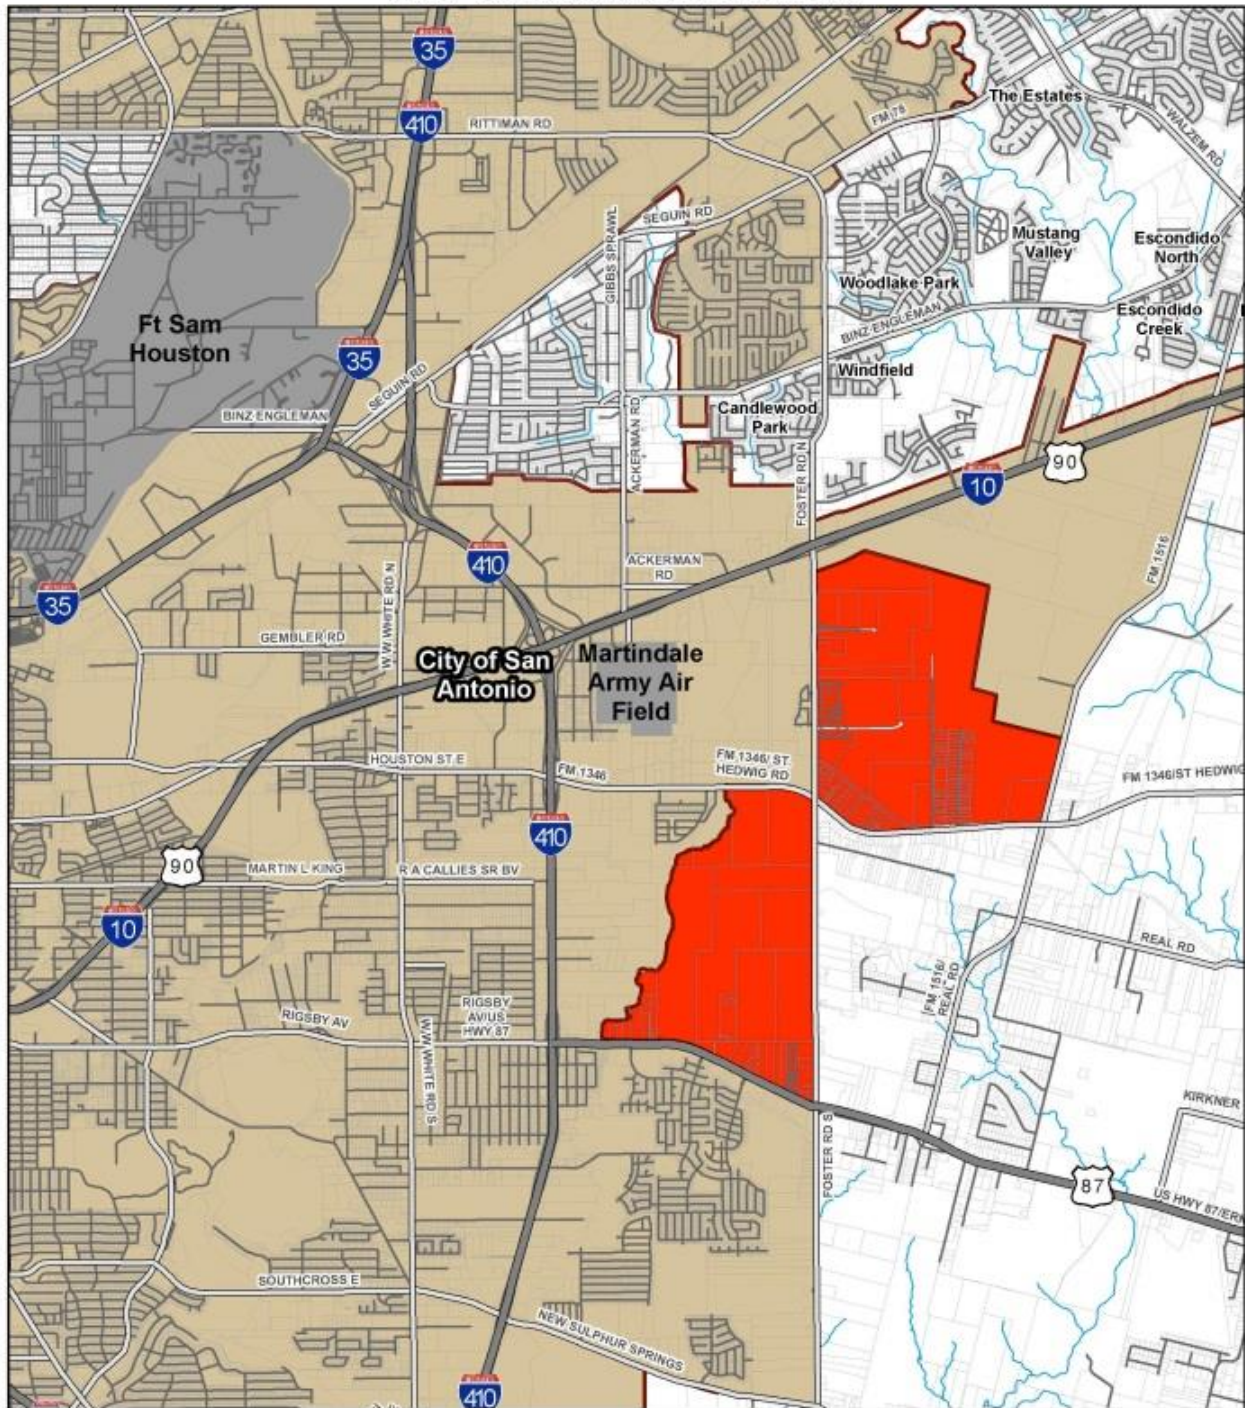 35
The Estates
FM 78
WALZEM RD
410
RITTIMAN RD
GIBBS SPRAWL
SEGUIN RD
Mustang
Valley
Escondido
North
Woodlake Park
Ft Sam
Houston
35
BINZ ENGLEMAN
Escondido
Creek
SEGUIN RD
Windfield
BINZ ENGLEMAN
Candlewood
Park
ACKERMAN RD
FOSTER RD N
90
10
410
ACKERMAN
RD
FM 1516
35
W.W. WHITE RD N
GEMBLER RD
City of San
Antonio
Martindale
Army Air
Field
HOUSTON ST E
FM 1346
FM 1346/ ST
HEDWIG RD
FM 1346/ST HEDWIG
410
90
MARTIN L KING
R A CALLIES SR BV
10
REAL RD
FM 1516/
REAL RD
RIGSBY AV
RIGSBY
AV/US
HWY 87
W.W. WHITE RD S
KIRKNER
FOSTER RD S
87
US HWY 87/ER
SOUTHCROSS E
NEW SULPHUR SPRINGS
410